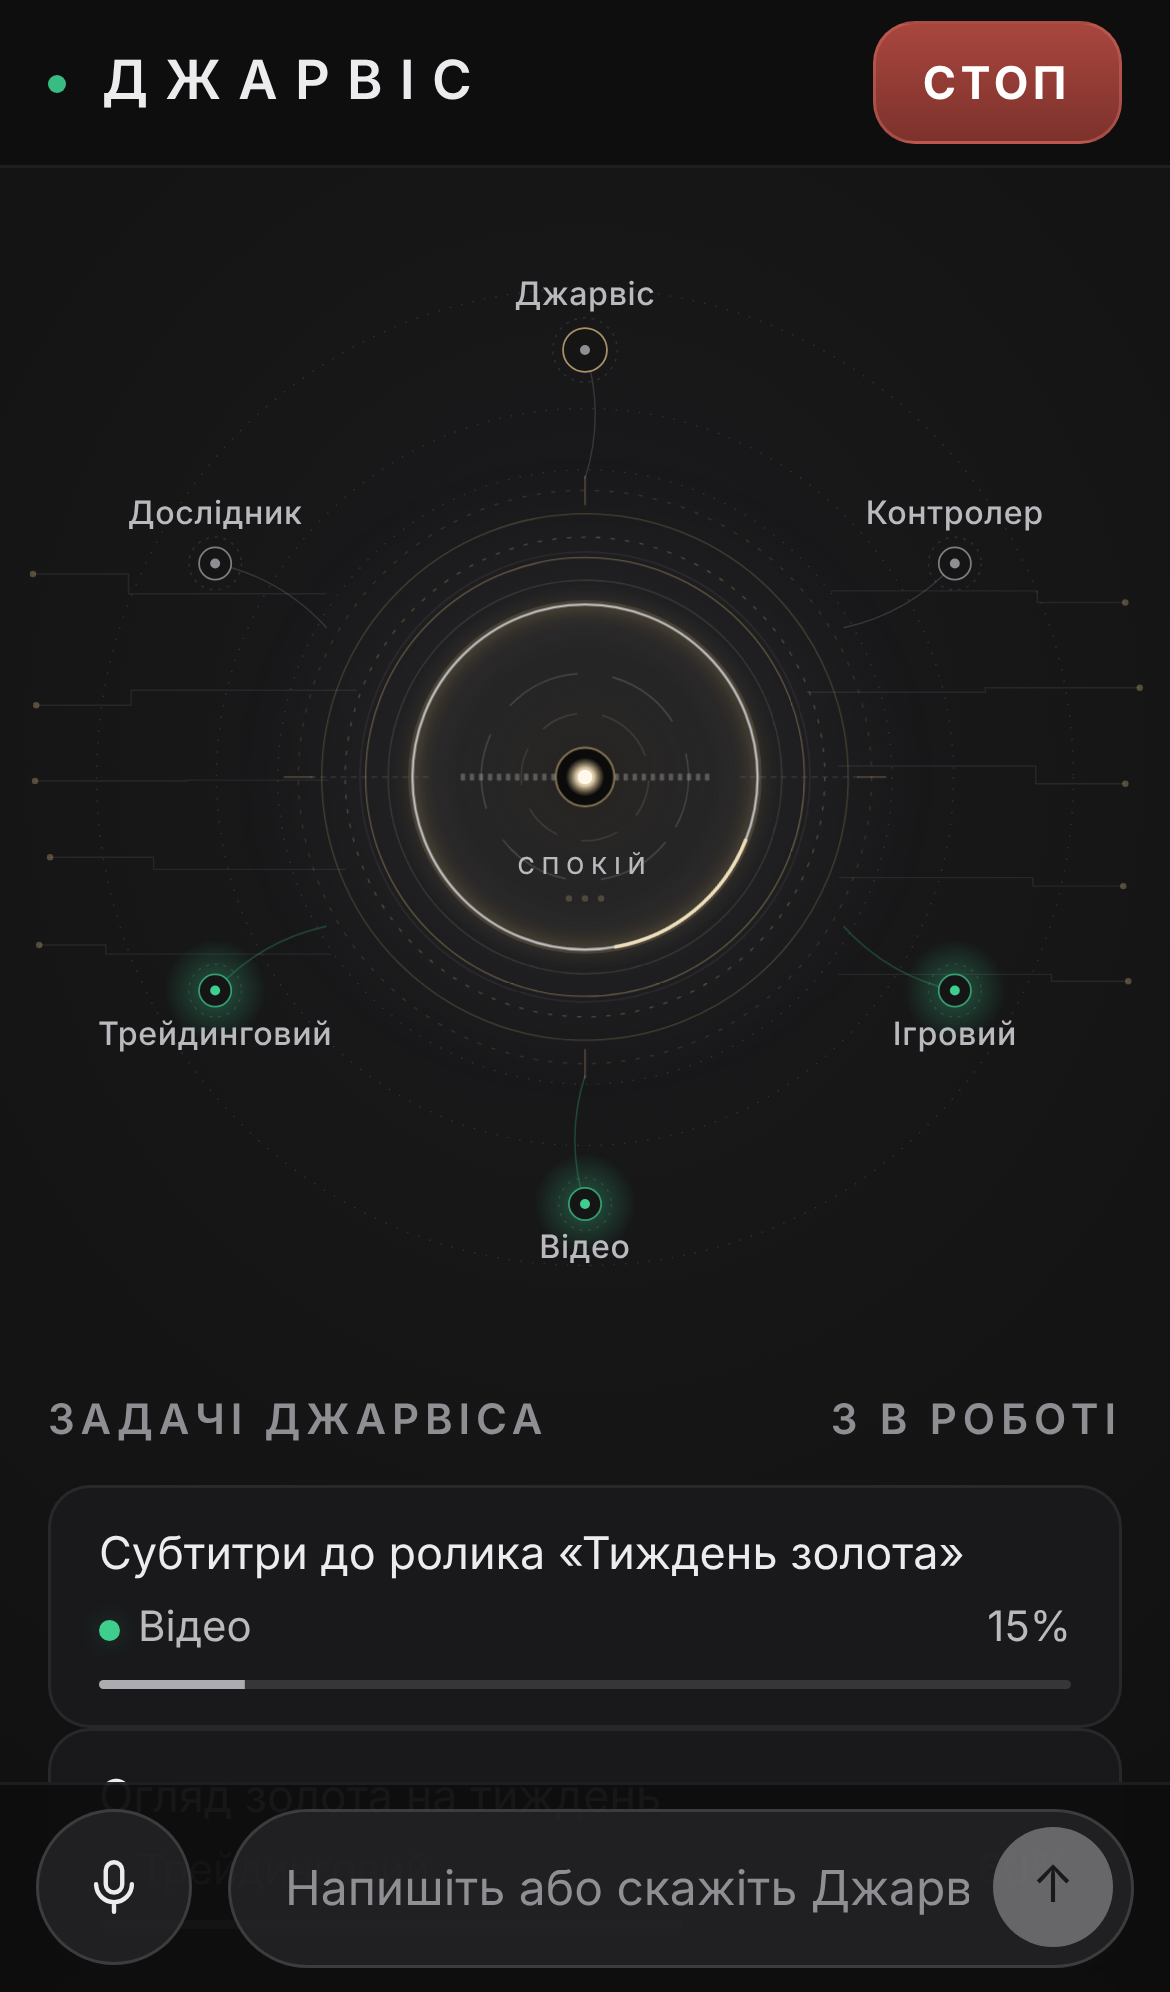 ДЖАРВІС
СТОП
Джарвіс
Дослідник
Контролер
СПОКІЙ
Трейдинговий
Ігровий
Відео
ЗАДАЧІ ДЖАРВІСА
3 В РОБОТІ
Субтитри до ролика «Тиждень золота»
Відео
15%
Огляд золота на тиждень
Напишіть або скажіть Джарв